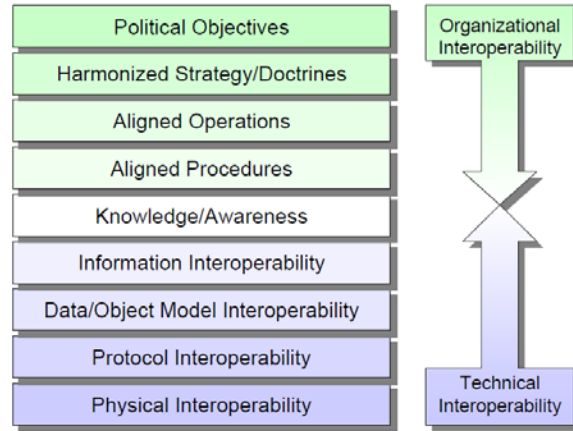 Political Objectives
Harmonized Strategy/Doctrines
Aligned Operations
Aligned Procedures
Knowledge/Awareness
Information Interoperability
Data/Object Model Interoperability
Protocol Interoperability
Physical Interoperability
Organizational
Interoperability
Technical
Interoperability